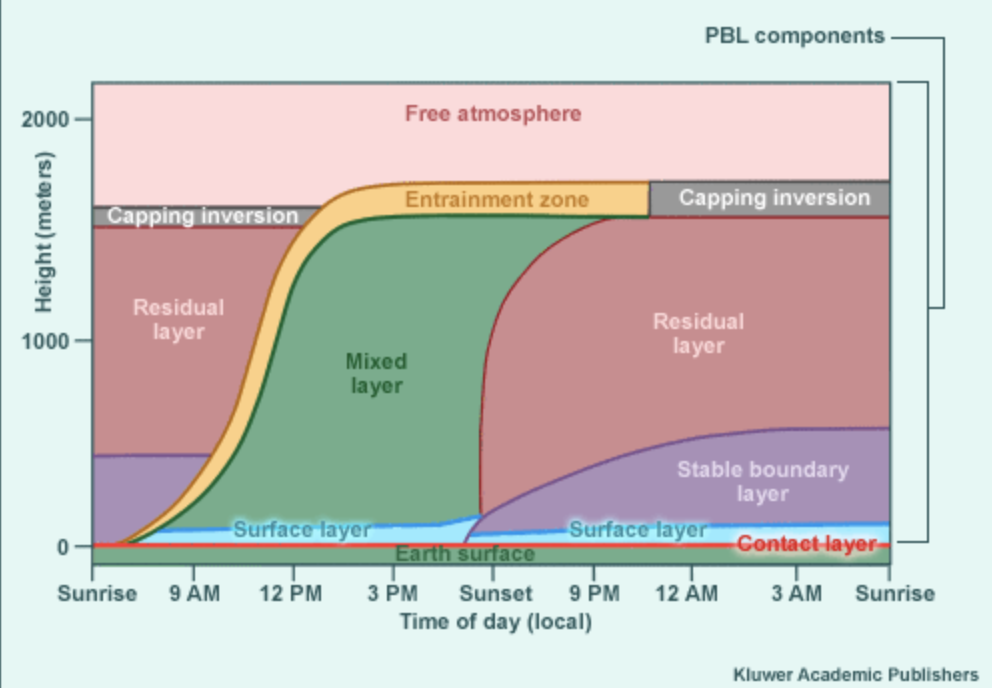 PBL components
2000
Free atmosphere
Height (meters)
Capping inversion
Entrainment zone
Capping inversion
Residual
layer
1000
Mixed
layer
Residual
layer
Stable boundary
layer
Surface layer
Surface layer
Contact layer
0
Earth surface
Sunrise 9 AM 12 PM 3 PM Sunset 9 PM 12 AM 3 AM Sunrise
Time of day (local)
Kluwer Academic Publishers